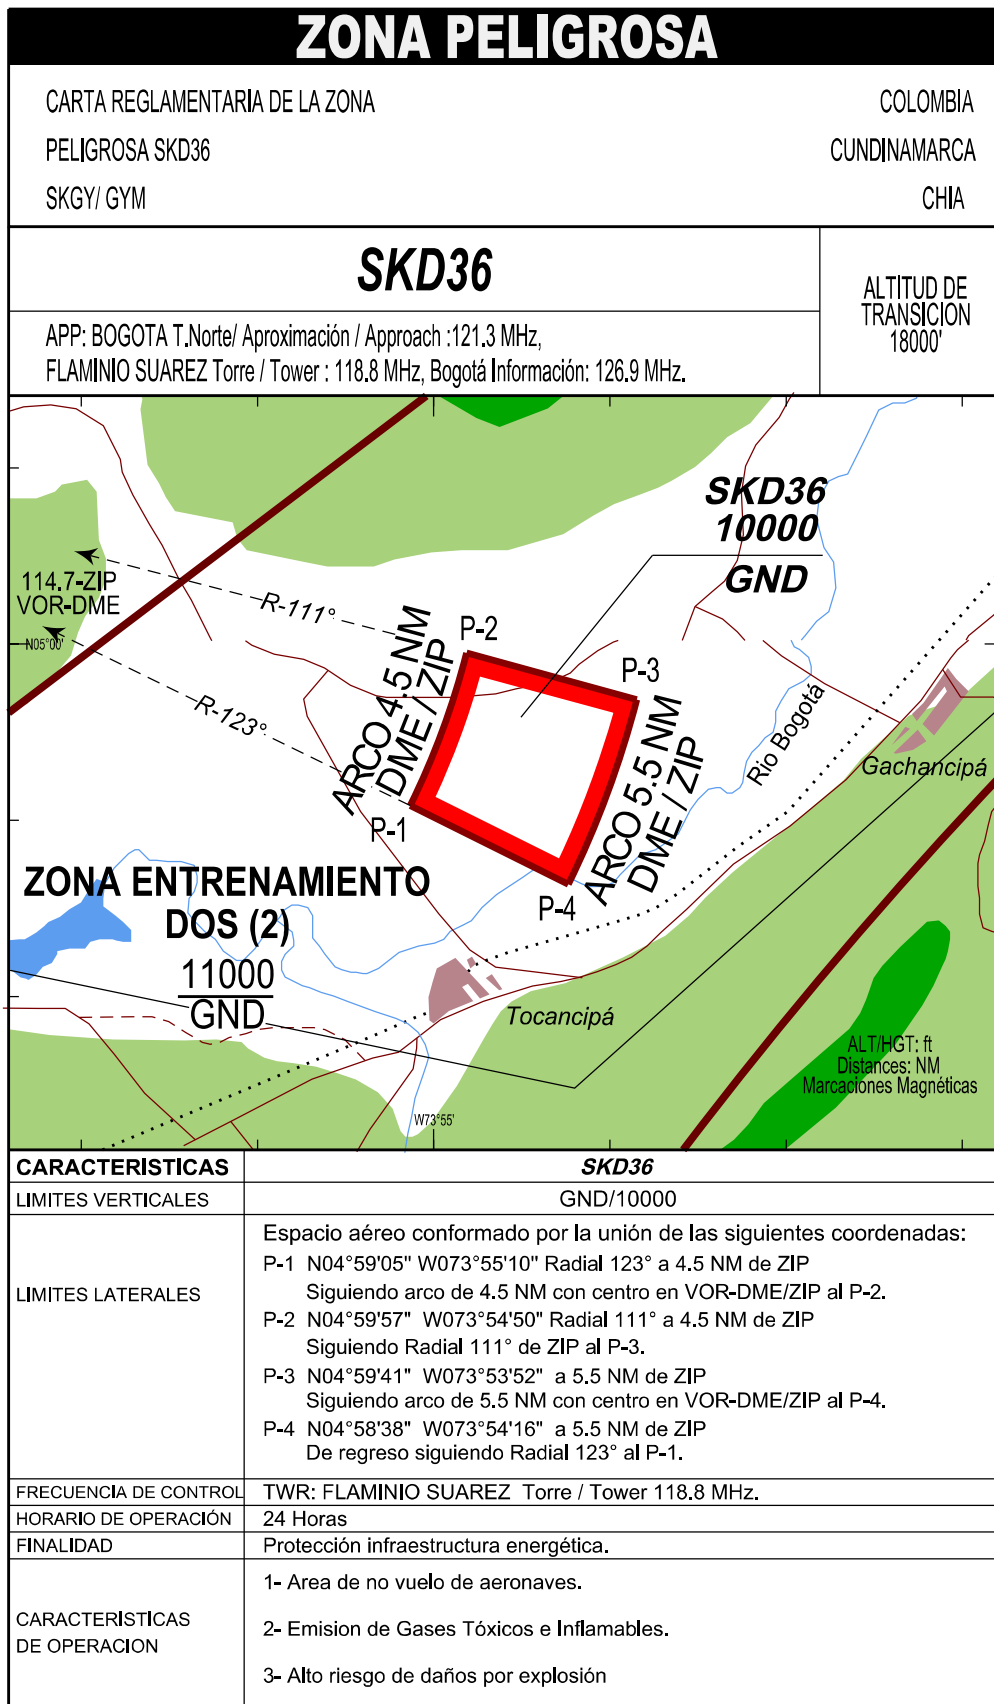 ZONA PELIGROSA
CARTA REGLAMENTARIA DE LA ZONA
PELIGROSA SKD36
SKGY/ GYM
COLOMBIA
CUNDINAMARCA
CHIA
SKD36
APP: BOGOTA T.Norte/ Aproximación / Approach :121.3 MHz,
FLAMINIO SUAREZ Torre / Tower : 118.8 MHz, Bogotá Información: 126.9 MHz.
ALTITUD DE
TRANSICION
18000'
SKD36
10000
GND
114.7-ZIP
VOR-DME
N05°00'
R-111°
R-123°
ARCO 4.5 NM
DME / ZIP
P-2
P-3
P-1
P-4
ARCO 5.5 NM
DME / ZIP
Rio Bogotá
Gachancipá
ZONA ENTRENAMIENTO
DOS (2)
11000
GND
Tocancipá
ALT/HGT: ft
Distances: NM
Marcaciones Magnéticas
W73°55'
CARACTERISTICAS
SKD36
LIMITES VERTICALES
GND/10000
LIMITES LATERALES
Espacio aéreo conformado por la unión de las siguientes coordenadas:
P-1 N04°59'05" W073°55'10" Radial 123° a 4.5 NM de ZIP
Siguiendo arco de 4.5 NM con centro en VOR-DME/ZIP al P-2.
P-2 N04°59'57" W073°54'50" Radial 111° a 4.5 NM de ZIP
Siguiendo Radial 111° de ZIP al P-3.
P-3 N04°59'41" W073°53'52" a 5.5 NM de ZIP
Siguiendo arco de 5.5 NM con centro en VOR-DME/ZIP al P-4.
P-4 N04°58'38" W073°54'16" a 5.5 NM de ZIP
De regreso siguiendo Radial 123° al P-1.
FRECUENCIA DE CONTROL
TWR: FLAMINIO SUAREZ Torre / Tower 118.8 MHz.
HORARIO DE OPERACIÓN
24 Horas
FINALIDAD
Protección infraestructura energética.
CARACTERISTICAS
DE OPERACION
1- Area de no vuelo de aeronaves.
2- Emision de Gases Tóxicos e Inflamables.
3- Alto riesgo de daños por explosión